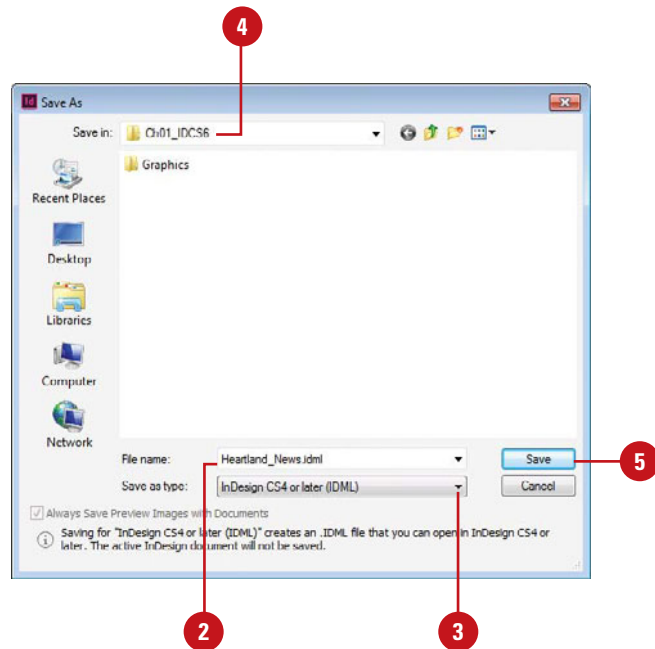 4
Id Save As
Save in: Ch01_IDCS6
Graphics
Recent Places
Desktop
Libraries
Computer
Network
File name: Heartland_News.idml
Save
5
Save as type: InDesign CS4 or later (IDML)
Cancel
Always Save Preview Images with Documents
Saving for "InDesign CS4 or later (IDML)" creates an .IDML file that you can open in InDesign CS4 or
later. The active InDesign document will not be saved.
2
3